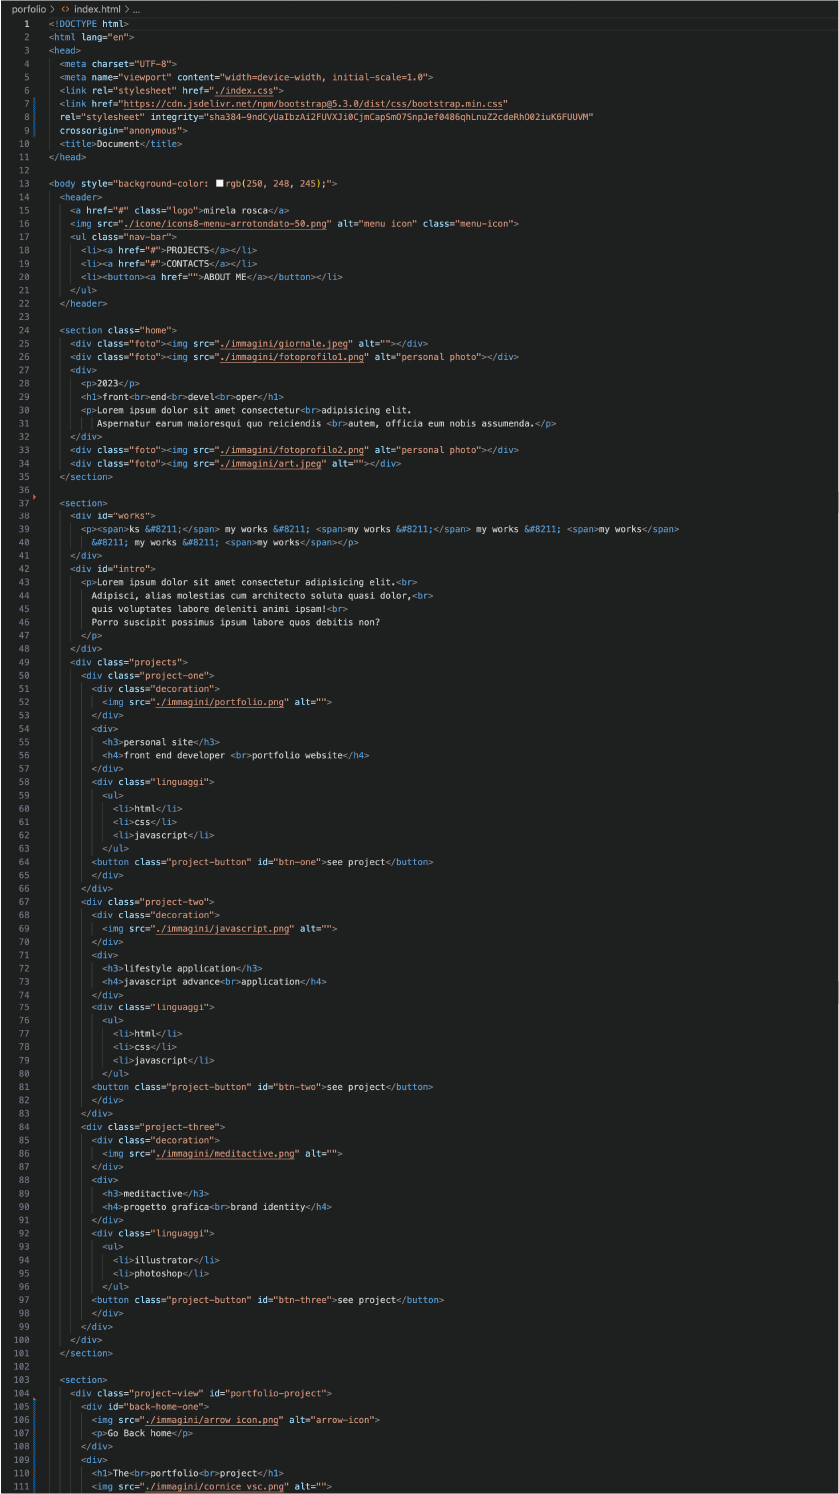 porfolio > <> index.html > ...
1 <!DOCTYPE html>
2 <html lang="en">
3 <head>
4 <meta charset="UTF-8">
5 <meta name="viewport" content="width=device-width, initial-scale=1.0">
6 <link rel="stylesheet" href="./index.css">
7 <link href="https://cdn.jsdelivr.net/npm/bootstrap@5.3.0/dist/css/bootstrap.min.css"
8 rel="stylesheet" integrity="sha384-9ndCyUaIbzAi2FUVXJi0CjmCapSmO7SnpJef0486qhLnuZ2cdeRhO02iuK6FUUVM"
9 crossorigin="anonymous">
10 <title>Document</title>
11 </head>
12
13 <body style="background-color: rgb(250, 248, 245);">
14 <header>
15 <a href="#" class="logo">mirela rosca</a>
16 <img src="./icone/icons8-menu-arrotondato-50.png" alt="menu icon" class="menu-icon">
17 <ul class="nav-bar">
18 <li><a href="#">PROJECTS</a></li>
19 <li><a href="#">CONTACTS</a></li>
20 <li><button><a href="">ABOUT ME</a></button></li>
21 </ul>
22 </header>
23
24 <section class="home">
25 <div class="foto"><img src="./immagini/giornale.jpeg" alt=""></div>
26 <div class="foto"><img src="./immagini/fotoprofilo1.png" alt="personal photo"></div>
27 <div>
28 <p>2023</p>
29 <h1>front<br>end<br>devel<br>oper</h1>
30 <p>Lorem ipsum dolor sit amet consectetur<br>adipisicing elit.
31 Aspernatur earum maioresqui quo reiciendis <br>autem, officia eum nobis assumenda.</p>
32 </div>
33 <div class="foto"><img src="./immagini/fotoprofilo2.png" alt="personal photo"></div>
34 <div class="foto"><img src="./immagini/art.jpeg" alt=""></div>
35 </section>
36
37 <section>
38 <div id="works">
39 <p><span>ks &#8211;</span> my works &#8211; <span>my works &#8211;</span> my works &#8211; <span>my works</span>
40 &#8211; my works &#8211; <span>my works</span></p>
41 </div>
42 <div id="intro">
43 <p>Lorem ipsum dolor sit amet consectetur adipisicing elit.<br>
44 Adipisci, alias molestias cum architecto soluta quasi dolor,<br>
45 quis voluptates labore deleniti animi ipsam!<br>
46 Porro suscipit possimus ipsum labore quos debitis non?
47 </p>
48 </div>
49 <div class="projects">
50 <div class="project-one">
51 <div class="decoration">
52 <img src="./immagini/portfolio.png" alt="">
53 </div>
54 <div>
55 <h3>personal site</h3>
56 <h4>front end developer <br>portfolio website</h4>
57 </div>
58 <div class="linguaggi">
59 <ul>
60 <li>html</li>
61 <li>css</li>
62 <li>javascript</li>
63 </ul>
64 <button class="project-button" id="btn-one">see project</button>
65 </div>
66 </div>
67 <div class="project-two">
68 <div class="decoration">
69 <img src="./immagini/javascript.png" alt="">
70 </div>
71 <div>
72 <h3>lifestyle application</h3>
73 <h4>javascript advance<br>application</h4>
74 </div>
75 <div class="linguaggi">
76 <ul>
77 <li>html</li>
78 <li>css</li>
79 <li>javascript</li>
80 </ul>
81 <button class="project-button" id="btn-two">see project</button>
82 </div>
83 </div>
84 <div class="project-three">
85 <div class="decoration">
86 <img src="./immagini/meditactive.png" alt="">
87 </div>
88 <div>
89 <h3>meditactive</h3>
90 <h4>progetto grafica<br>brand identity</h4>
91 </div>
92 <div class="linguaggi">
93 <ul>
94 <li>illustrator</li>
95 <li>photoshop</li>
96 </ul>
97 <button class="project-button" id="btn-three">see project</button>
98 </div>
99 </div>
100 </div>
101 </section>
102
103 <section>
104 <div class="project-view" id="portfolio-project">
105 <div id="back-home-one">
106 <img src="./immagini/arrow icon.png" alt="arrow-icon">
107 <p>Go Back home</p>
108 </div>
109 <div>
110 <h1>The<br>portfolio<br>project</h1>
111 <img src="./immagini/cornice vsc.png" alt="">